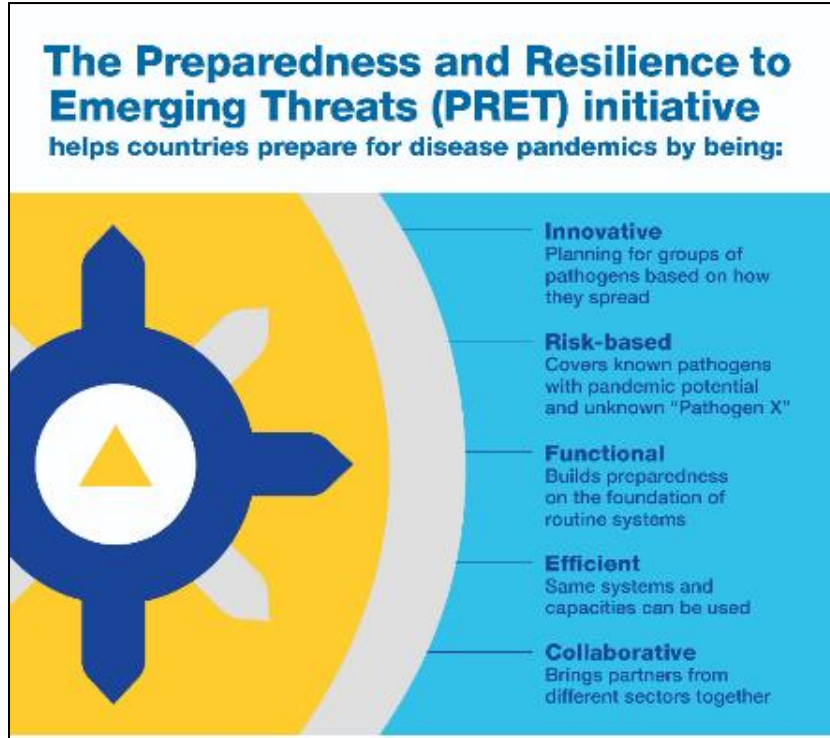 The Preparedness and Resilience to
Emerging Threats (PRET) initiative
helps countries prepare for disease pandemics by being:
Innovative
Planning for groups of
pathogens based on how
they spread
Risk-based
Covers known pathogens
with pandemic potential
and unknown “Pathogen X”
Functional
Builds preparedness
on the foundation of
routine systems
Efficient
Same systems and
capacities can be used
Collaborative
Brings partners from
different sectors together